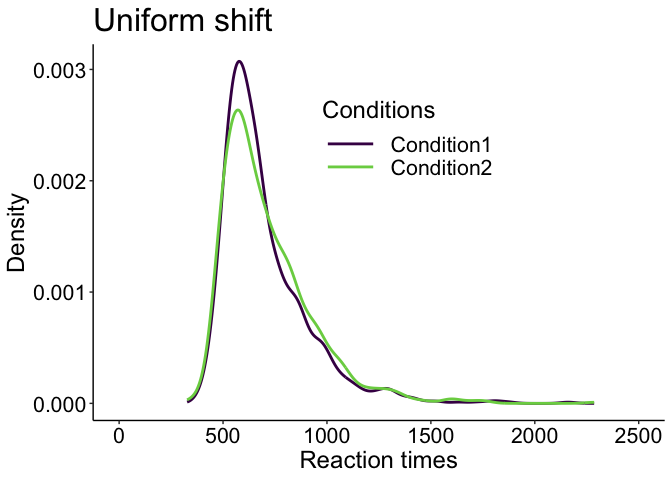 Uniform shift
0.003
0.002
0.001
0.000
Density
Conditions
Condition1
Condition2
0 500 1000 1500 2000 2500
Reaction times